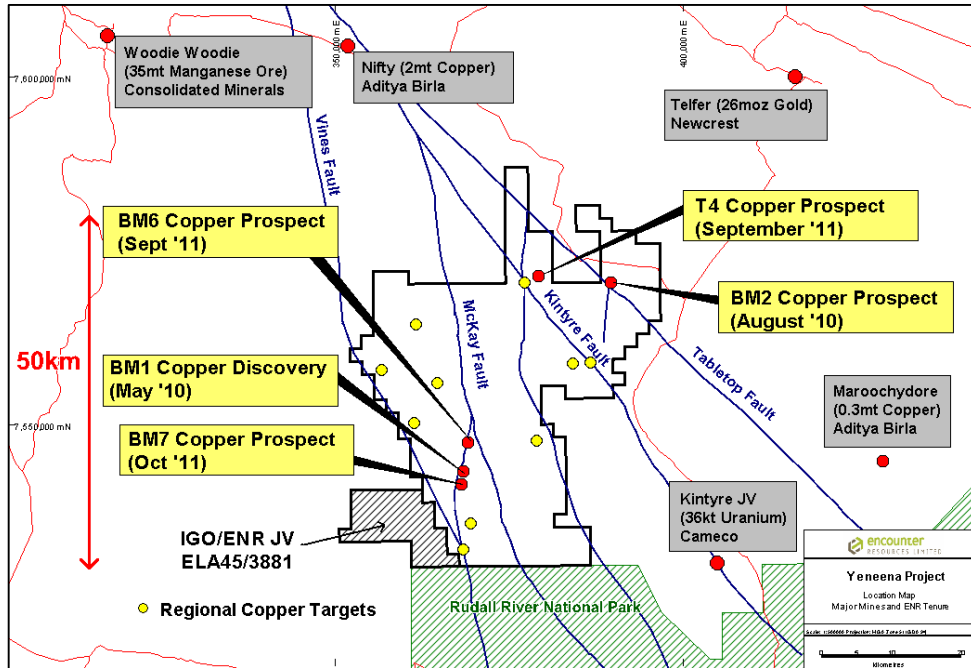 Woodie Woodie
(35mt Manganese Ore)
Consolidated Minerals
350,000 mE
Nifty (2mt Copper)
Aditya Birla
400,000 mE
7,600,000 mN
Telfer (26moz Gold)
Newcrest
Vines Fault
BM6 Copper Prospect
(Sept '11)
T4 Copper Prospect
(September '11)
BM2 Copper Prospect
(August '10)
Kintyre Fault
McKay Fault
Tabletop Fault
50km
BM1 Copper Discovery
(May '10)
Maroochydore
(0.3mt Copper)
Aditya Birla
7,550,000 mN
BM7 Copper Prospect
(Oct '11)
Kintyre JV
(36kt Uranium)
Cameco
IGO/ENR JV
ELA45/3881
encounter
RESOURCES LIMITED
Yeneena Project
Location Map
Major Mines and ENR Tenure
Regional Copper Targets
Rudall River National Park
0 5 10 20
kilometres